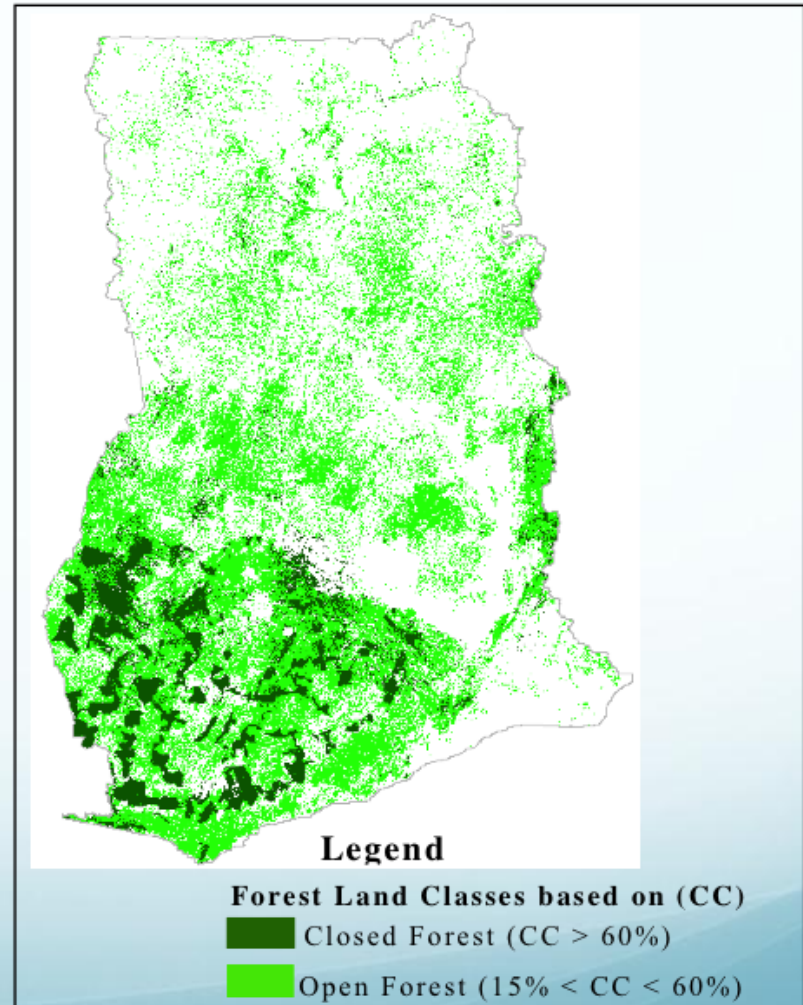 Legend
Forest Land Classes based on (CC)
Closed Forest (CC > 60%)
Open Forest (15% < CC < 60%)